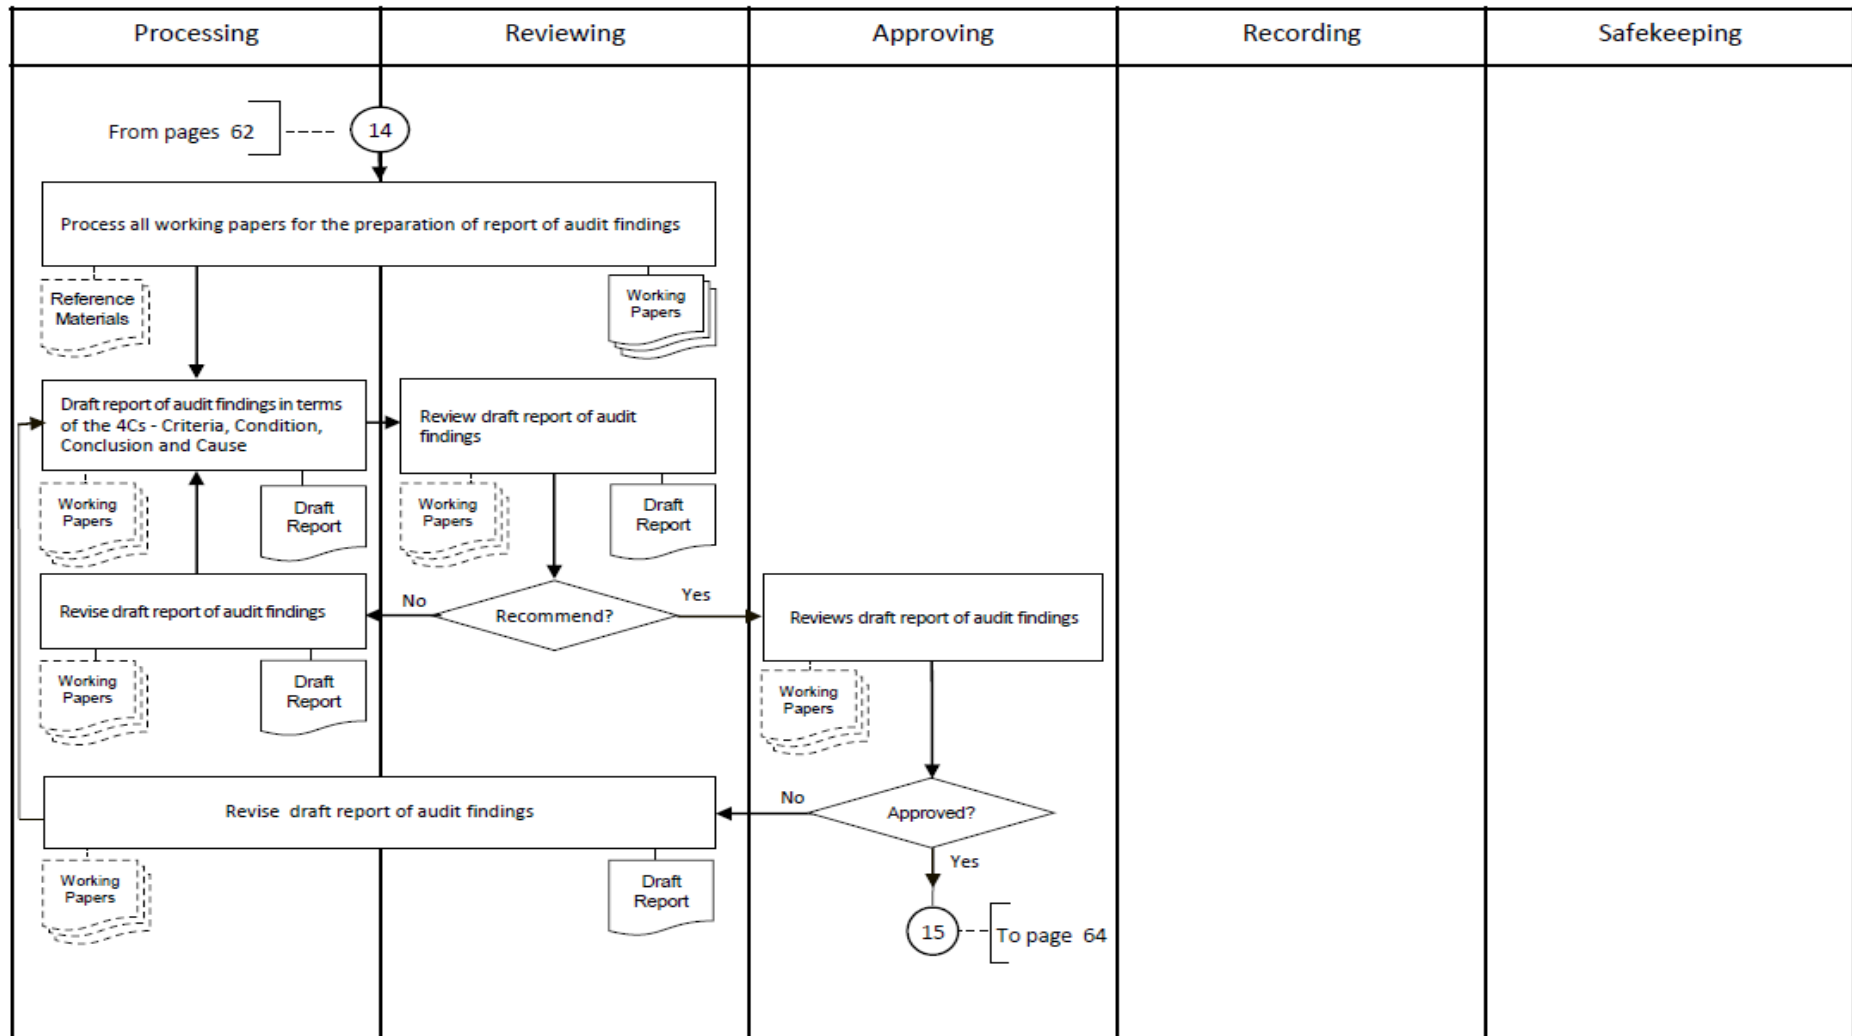 Processing
Reviewing
Approving
Recording
Safekeeping
From pages 62
14
Process all working papers for the preparation of report of audit findings
Reference
Materials
Working
Papers
Draft report of audit findings in terms
of the 4Cs - Criteria, Condition,
Conclusion and Cause
Review draft report of audit
findings
Working
Papers
Draft
Report
Working
Papers
Draft
Report
Revise draft report of audit findings
No
Recommend?
Yes
Reviews draft report of audit findings
Working
Papers
Draft
Report
Working
Papers
Revise draft report of audit findings
No
Approved?
Yes
Working
Papers
Draft
Report
15
To page 64